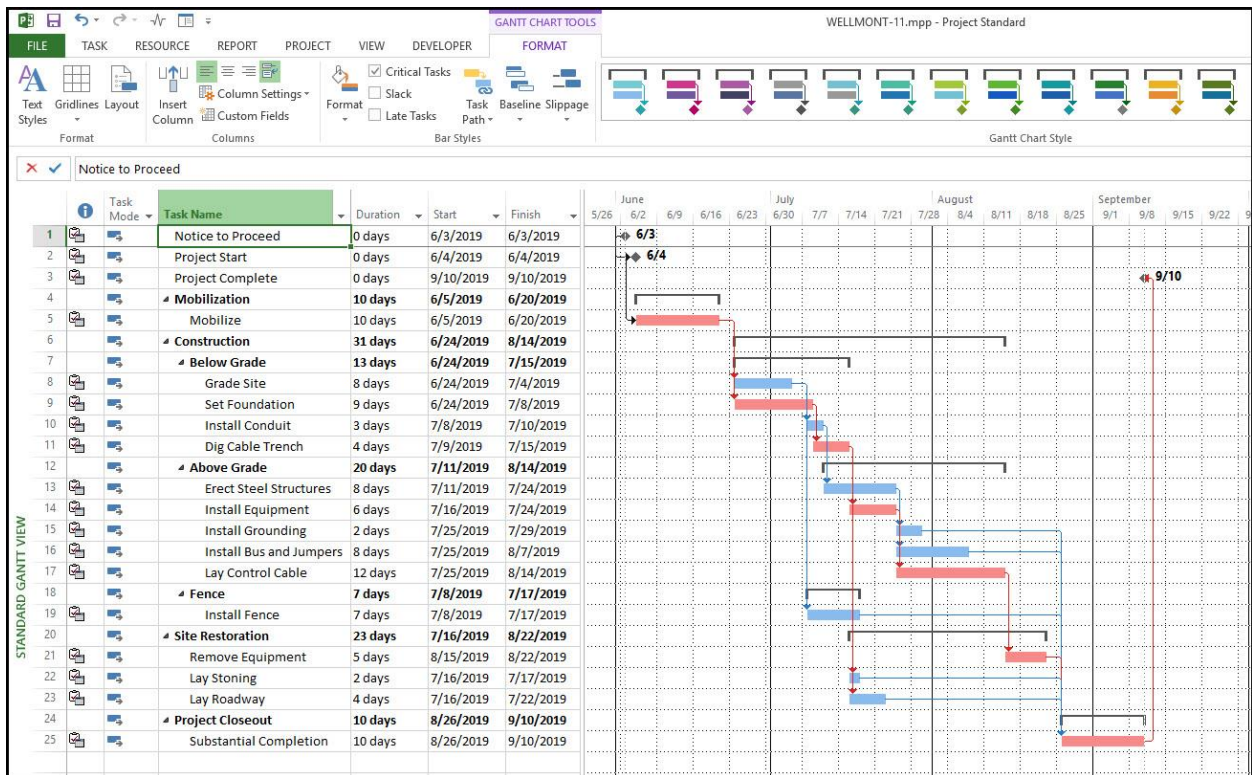 GANTT CHART TOOLS WELLMONT-11.mpp - Project Standard
FILE TASK RESOURCE REPORT PROJECT VIEW DEVELOPER FORMAT
Text Styles Gridlines Layout Insert Column Column Settings Custom Fields Format Critical Tasks Slack Late Tasks Task Path Baseline Slippage
Format Columns Bar Styles Gantt Chart Style
Notice to Proceed
Task Mode Task Name Duration Start Finish
June July August September
5/26 6/2 6/9 6/16 6/23 6/30 7/7 7/14 7/21 7/28 8/4 8/11 8/18 8/25 9/1 9/8 9/15 9/22 9
1 Notice to Proceed 0 days 6/3/2019 6/3/2019 6/3
2 Project Start 0 days 6/4/2019 6/4/2019 6/4
3 Project Complete 0 days 9/10/2019 9/10/2019 9/10
4 Mobilization 10 days 6/5/2019 6/20/2019
5 Mobilize 10 days 6/5/2019 6/20/2019
6 Construction 31 days 6/24/2019 8/14/2019
7 Below Grade 13 days 6/24/2019 7/15/2019
8 Grade Site 8 days 6/24/2019 7/4/2019
9 Set Foundation 9 days 6/24/2019 7/8/2019
10 Install Conduit 3 days 7/8/2019 7/10/2019
11 Dig Cable Trench 4 days 7/9/2019 7/15/2019
12 Above Grade 20 days 7/11/2019 8/14/2019
13 Erect Steel Structures 8 days 7/11/2019 7/24/2019
14 Install Equipment 6 days 7/16/2019 7/24/2019
15 Install Grounding 2 days 7/25/2019 7/29/2019
16 Install Bus and Jumpers 8 days 7/25/2019 8/7/2019
17 Lay Control Cable 12 days 7/25/2019 8/14/2019
18 Fence 7 days 7/8/2019 7/17/2019
19 Install Fence 7 days 7/8/2019 7/17/2019
20 Site Restoration 23 days 7/16/2019 8/22/2019
21 Remove Equipment 5 days 8/15/2019 8/22/2019
22 Lay Stoning 2 days 7/16/2019 7/17/2019
23 Lay Roadway 4 days 7/16/2019 7/22/2019
24 Project Closeout 10 days 8/26/2019 9/10/2019
25 Substantial Completion 10 days 8/26/2019 9/10/2019
STANDARD GANTT VIEW